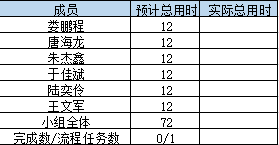 成员 预计总用时 实际总用时
娄鹏程 12
唐海龙 12
朱杰鑫 12
于佳斌 12
陆奕伶 12
王文军 12
小组全体 72
完成数/流程任务数 0/1